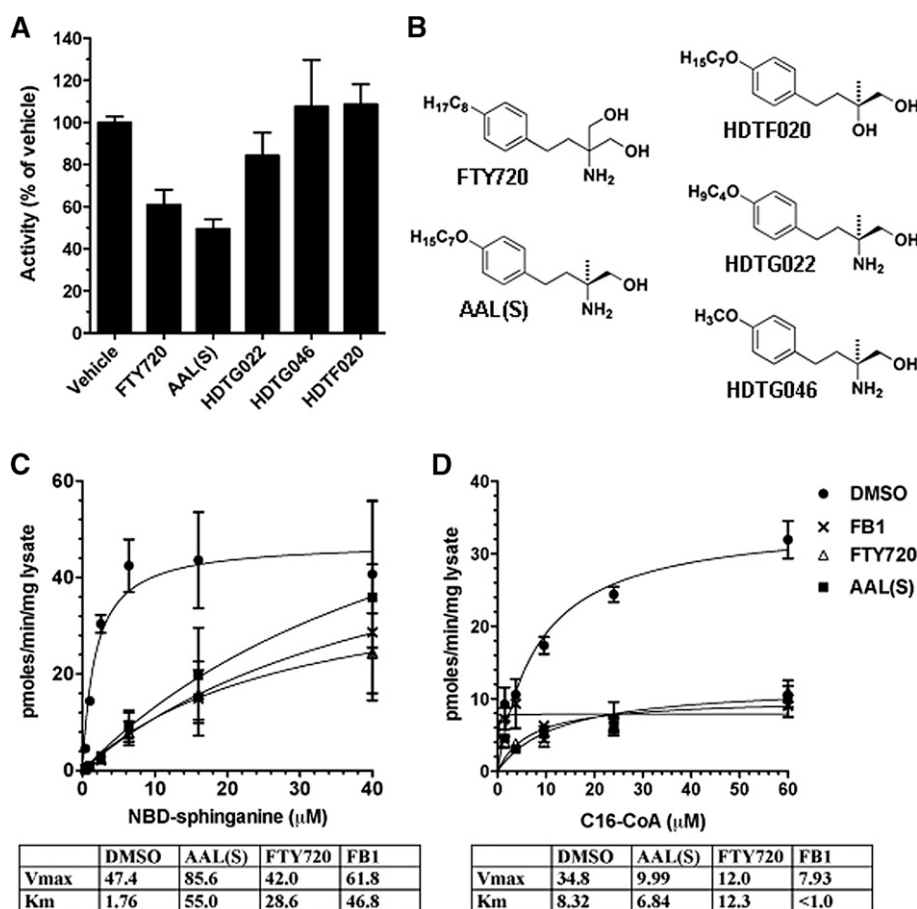 A
Activity (% of vehicle)
140
120
100
80
60
40
20
0
Vehicle
FTY720
AAL(S)
HDTG022
HDTG046
HDTF020
B
H17C8
OH
OH
NH2
FTY720
H15C7O
OH
NH2
AAL(S)
H15C7O
OH
OH
HDTF020
H9C4O
OH
NH2
HDTG022
H3CO
OH
NH2
HDTG046
C
pmoles/min/mg lysate
60
40
20
0
0 10 20 30 40
NBD-sphinganine (μM)
DMSO AAL(S) FTY720 FB1
Vmax 47.4 85.6 42.0 61.8
Km 1.76 55.0 28.6 46.8
D
pmoles/min/mg lysate
40
30
20
10
0
0 20 40 60
C16-CoA (μM)
DMSO
FB1
FTY720
AAL(S)
DMSO AAL(S) FTY720 FB1
Vmax 34.8 9.99 12.0 7.93
Km 8.32 6.84 12.3 <1.0